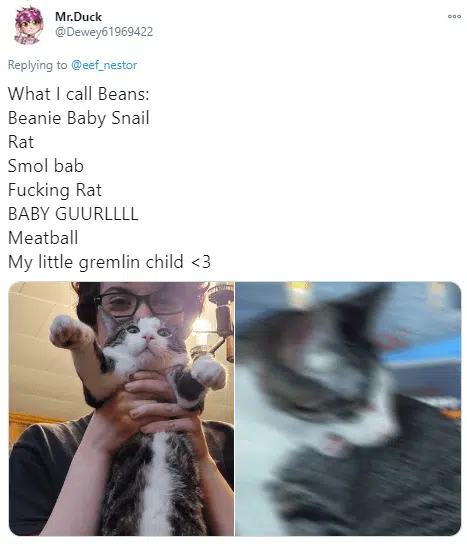 Mr.Duck
@Dewey61969422
Replying to @eef_nestor
What I call Beans:
Beanie Baby Snail
Rat
Smol bab
Fucking Rat
BABY GUURLLLL
Meatball
My little gremlin child <3